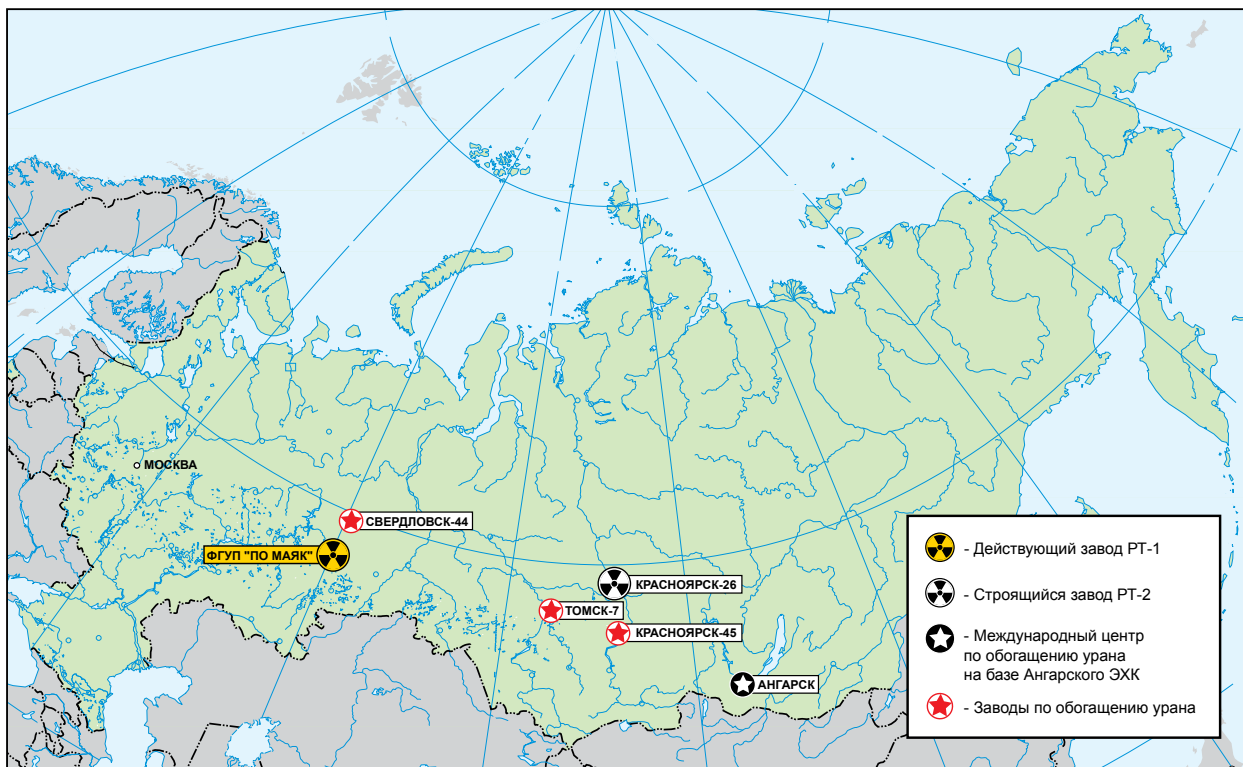 МОСКВА
СВЕРДЛОВСК-44
ФГУП "ПО МАЯК"
КРАСНОЯРСК-26
ТОМСК-7
КРАСНОЯРСК-45
АНГАРСК
- Действующий завод РТ-1
- Строящийся завод РТ-2
- Международный центр
по обогащению урана
на базе Ангарского ЭХК
- Заводы по обогащению урана